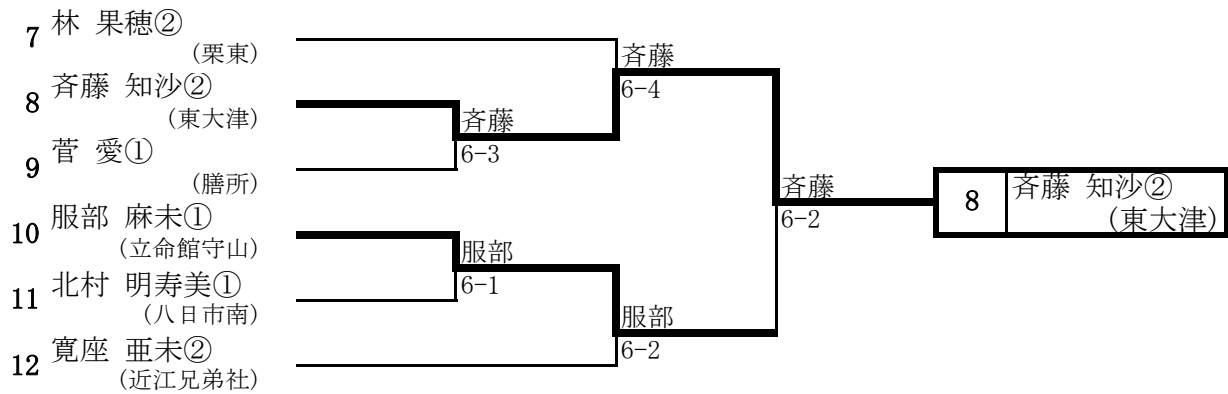 7 林 果穂②
(栗東)
8 斉藤 知沙②
(東大津)
9 菅 愛①
(膳所)
10 服部 麻未①
(立命館守山)
11 北村 明寿美①
(八日市南)
12 寛座 亜未②
(近江兄弟社)
斉藤
6-3
服部
6-1
斉藤
6-4
服部
6-2
斉藤
6-2
8 斉藤 知沙②
(東大津)